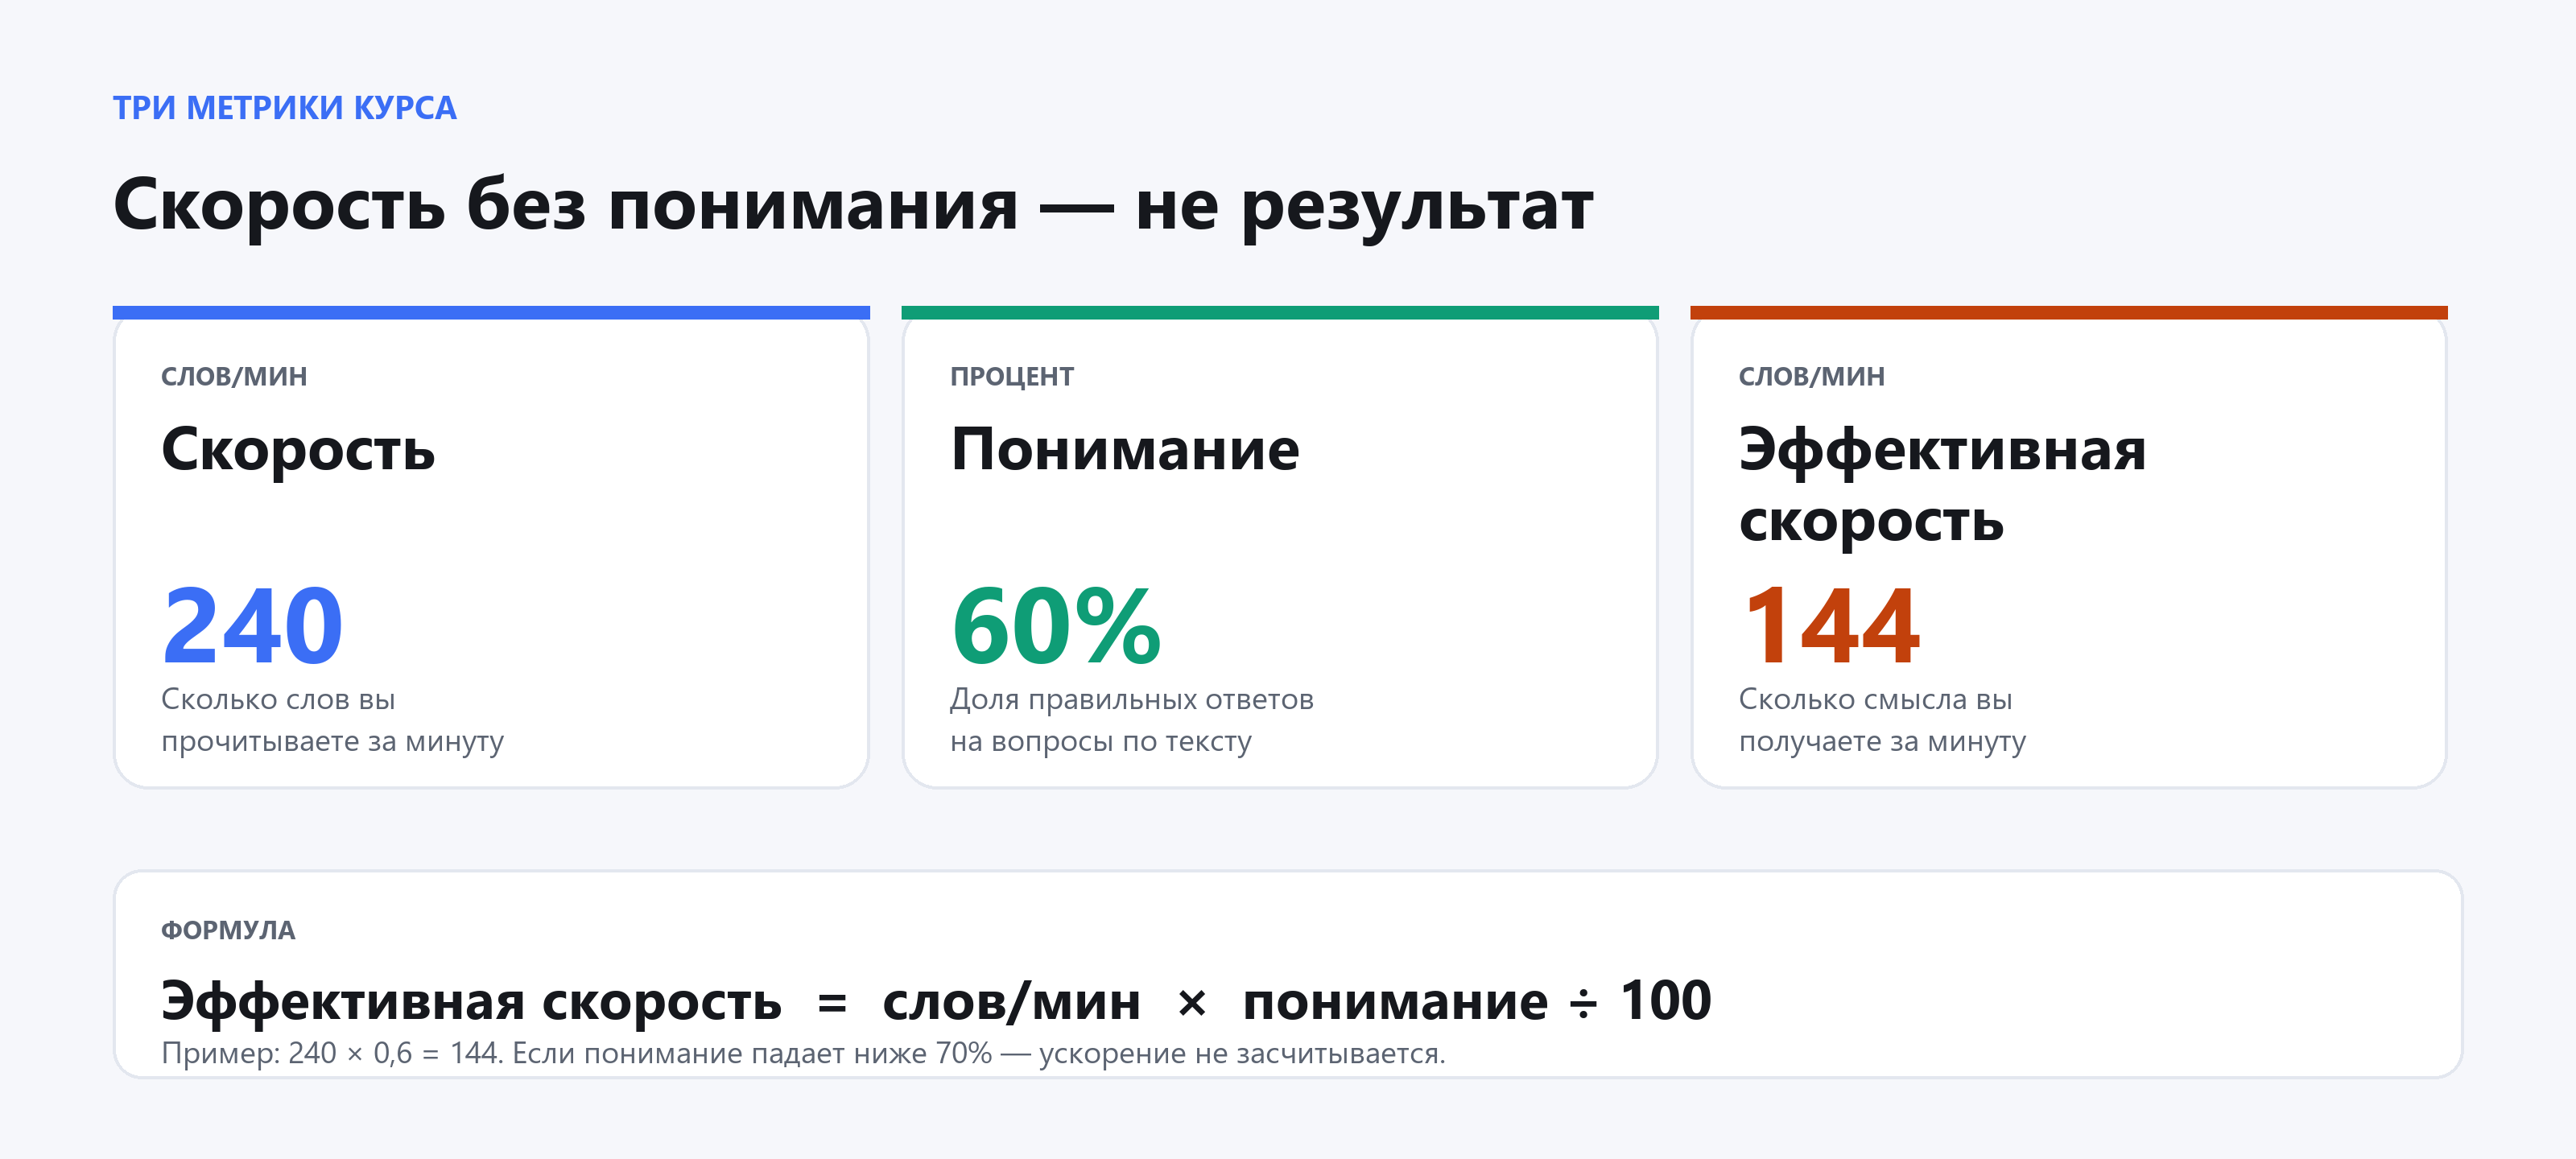 ТРИ МЕТРИКИ КУРСА
Скорость без понимания — не результат
СЛОВ/МИН
Скорость
240
Сколько слов вы
прочитываете за минуту
ПРОЦЕНТ
Понимание
60%
Доля правильных ответов
на вопросы по тексту
СЛОВ/МИН
Эффективная
скорость
144
Сколько смысла вы
получаете за минуту
ФОРМУЛА
Эффективная скорость = слов/мин × понимание ÷ 100
Пример: 240 × 0,6 = 144. Если понимание падает ниже 70% — ускорение не засчитывается.